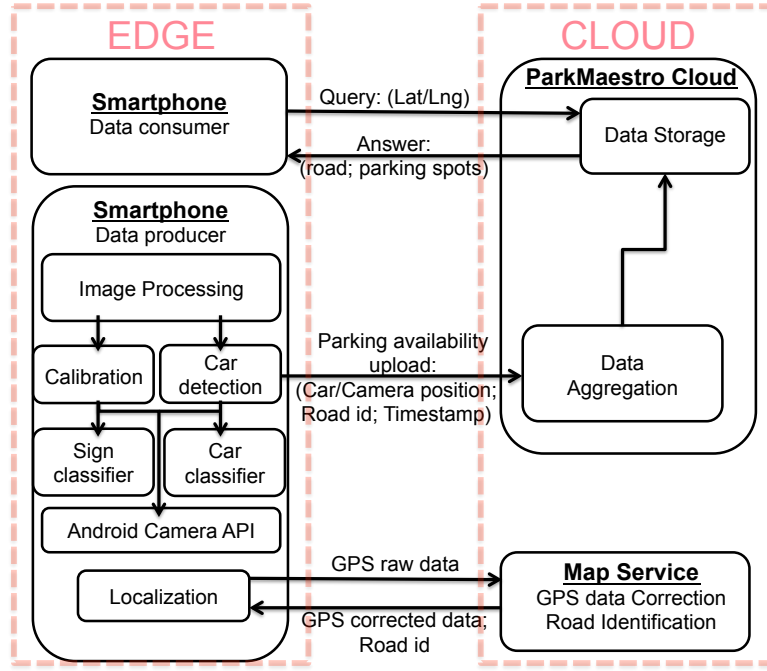 EDGE
CLOUD
Smartphone
Data consumer
Query: (Lat/Lng)
Answer:
(road; parking spots)
ParkMaestro Cloud
Data Storage
Smartphone
Data producer
Image Processing
Calibration
Car
detection
Sign
classifier
Car
classifier
Android Camera API
Localization
Parking availability
upload:
(Car/Camera position;
Road id; Timestamp)
Data
Aggregation
GPS raw data
GPS corrected data;
Road id
Map Service
GPS data Correction
Road Identification